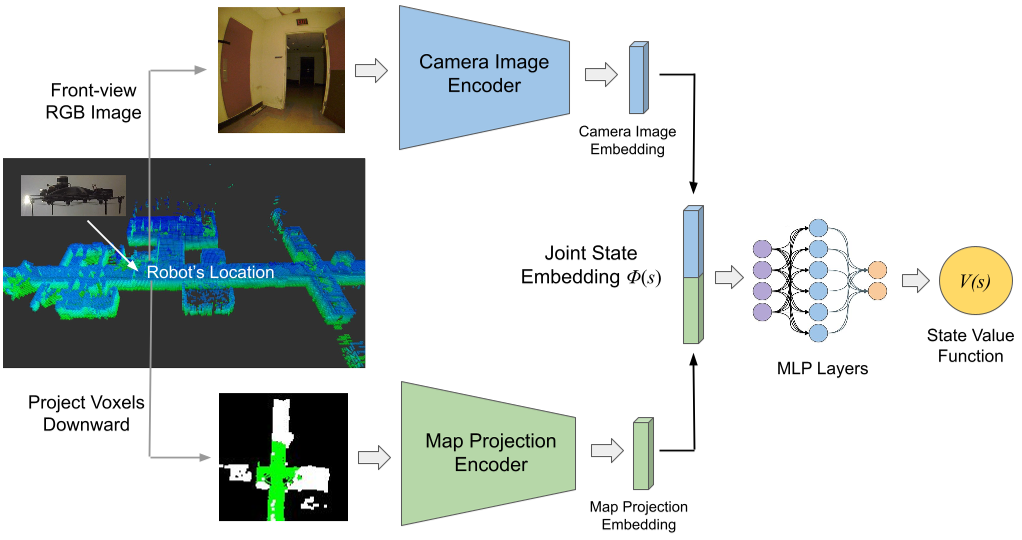 Front-view
RGB Image
Camera Image
Encoder
Camera Image
Embedding
Robot's Location
Joint State
Embedding Φ(s)
MLP Layers
V(s)
State Value
Function
Project Voxels
Downward
Map Projection
Encoder
Map Projection
Embedding